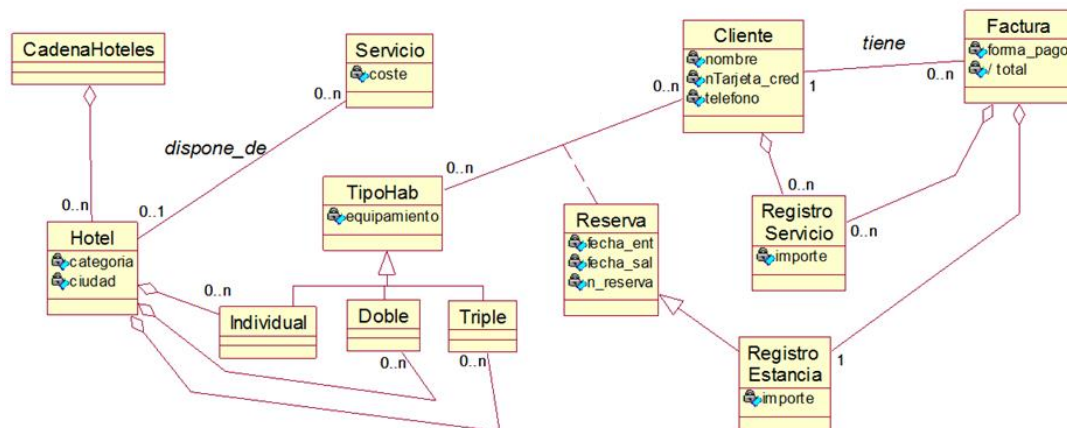 CadenaHoteles
0..n
Servicio
coste
0..n
dispone_de
0..1
Hotel
categoria
ciudad
0..n
Individual
Doble
0..n
Triple
0..n
TipoHab
equipamiento
0..n
0..n
Cliente
nombre
nTarjeta_cred
telefono
1
tiene
0..n
Factura
forma_pago
/ total
Reserva
fecha_ent
fecha_sal
n_reserva
0..n
Registro
Servicio
importe
0..n
Registro
Estancia
importe
1